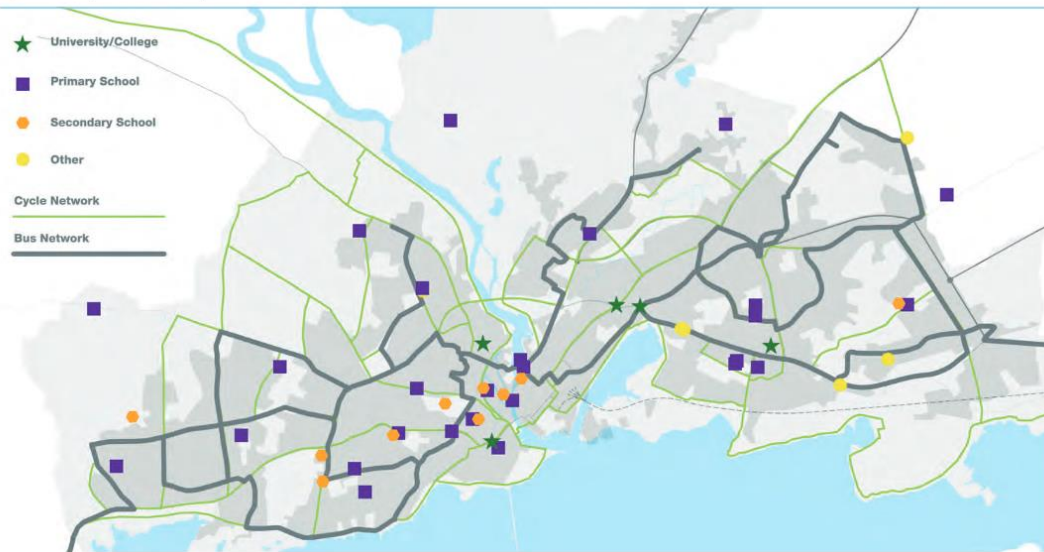 University/College
Primary School
Secondary School
Other
Cycle Network
Bus Network